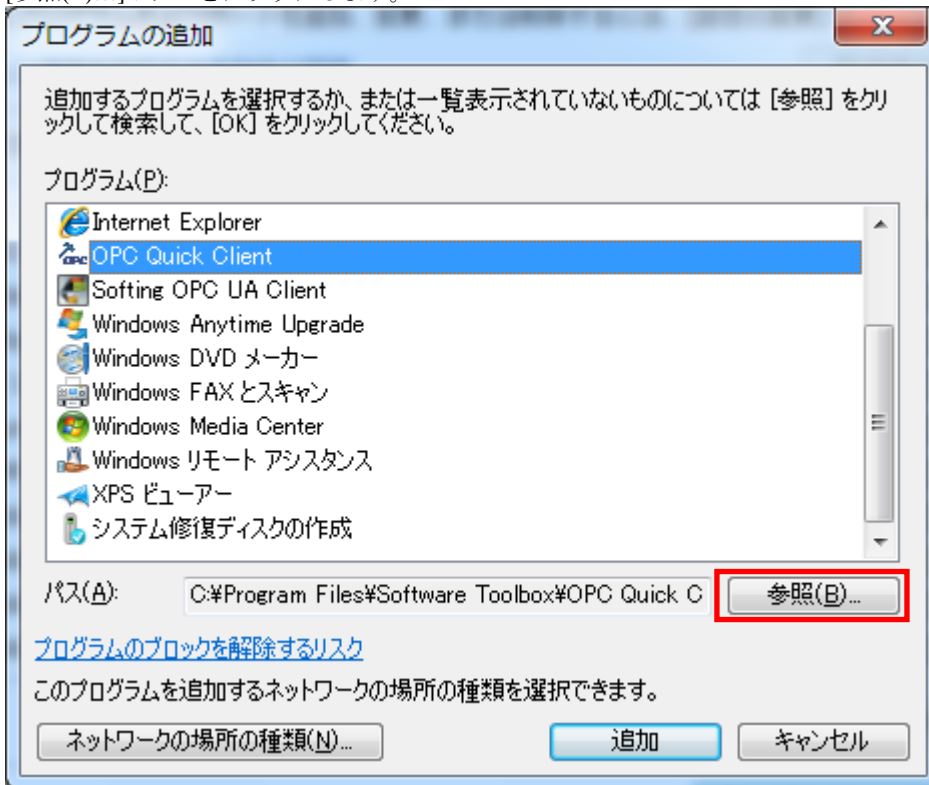 プログラムの追加
追加するプログラムを選択するか、または一覧表示されていないものについては [参照] をクリ
ックして検索して、[OK] をクリックしてください。
プログラム(P):
Internet Explorer
OPC Quick Client
Softing OPC UA Client
Windows Anytime Upgrade
Windows DVD メーカー
Windows FAX とスキャン
Windows Media Center
Windows リモート アシスタンス
XPS ビューアー
システム修復ディスクの作成
パス(A): C:¥Program Files¥Software Toolbox¥OPC Quick C 参照(B)...
プログラムのブロックを解除するリスク
このプログラムを追加するネットワークの場所の種類を選択できます。
ネットワークの場所の種類(N)... 追加 キャンセル